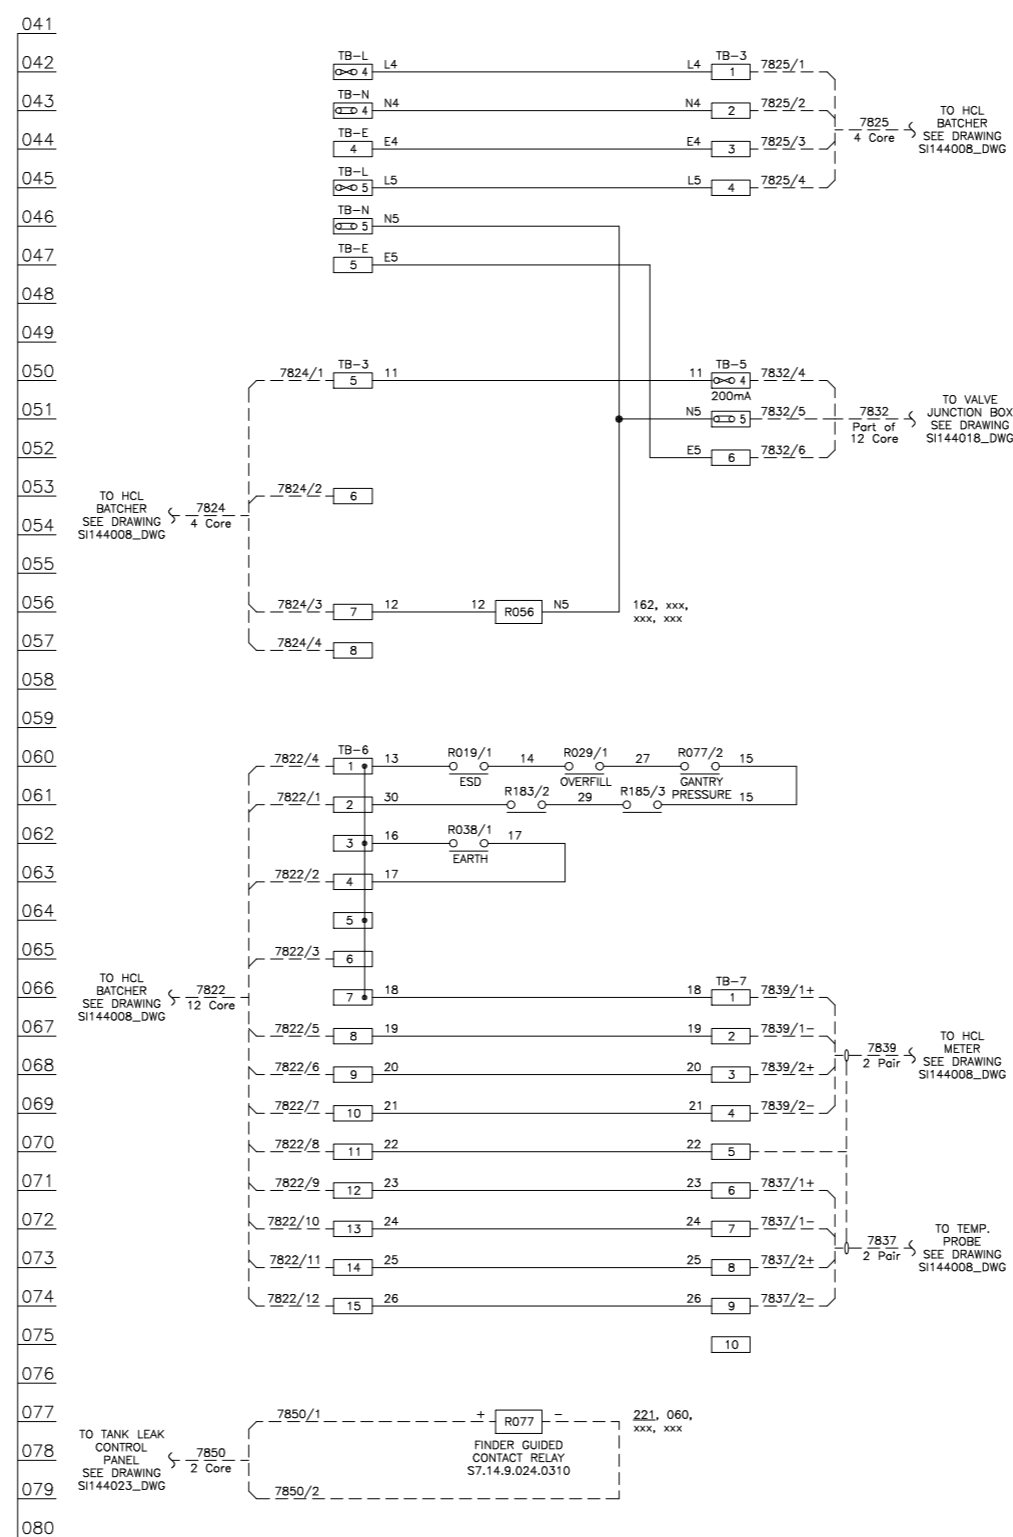 041
042
TB-L
4
L4
L4
TB-3
1
7825/1
043
TB-N
4
N4
N4
2
7825/2
044
TB-E
4
E4
E4
3
7825/3
7825
4 Core
TO HCL
BATCHER
SEE DRAWING
SI144008_DWG
045
TB-L
5
L5
L5
4
7825/4
046
TB-N
5
N5
047
TB-E
5
E5
048
049
050
7824/1
TB-3
5
11
11
TB-5
4
200mA
7832/4
051
N5
5
7832/5
7832
Part of
12 Core
TO VALVE
JUNCTION BOX
SEE DRAWING
SI144018_DWG
052
E5
6
7832/6
053
7824/2
6
TO HCL
BATCHER
SEE DRAWING
SI144008_DWG
7824
4 Core
054
055
056
7824/3
7
12
12
R056
N5
162, xxx,
xxx, xxx
057
7824/4
8
058
059
060
7822/4
TB-6
1
13
R019/1
ESD
14
R029/1
OVERFILL
27
R077/2
GANTRY
PRESSURE
15
061
7822/1
2
30
R183/2
29
R185/3
15
062
3
16
R038/1
EARTH
17
063
7822/2
4
17
064
5
065
7822/3
6
066
TO HCL
BATCHER
SEE DRAWING
SI144008_DWG
7822
12 Core
7
18
18
TB-7
1
7839/1+
067
7822/5
8
19
19
2
7839/1-
7839
2 Pair
TO HCL
METER
SEE DRAWING
SI144008_DWG
068
7822/6
9
20
20
3
7839/2+
069
7822/7
10
21
21
4
7839/2-
070
7822/8
11
22
22
5
071
7822/9
12
23
23
6
7837/1+
072
7822/10
13
24
24
7
7837/1-
7837
2 Pair
TO TEMP.
PROBE
SEE DRAWING
SI144008_DWG
073
7822/11
14
25
25
8
7837/2+
074
7822/12
15
26
26
9
7837/2-
075
10
076
077
7850/1
+
R077
-
221, 060,
xxx, xxx
FINDER GUIDED
CONTACT RELAY
S7.14.9.024.0310
078
TO TANK LEAK
CONTROL
PANEL
SEE DRAWING
SI144023_DWG
7850
2 Core
079
7850/2
080